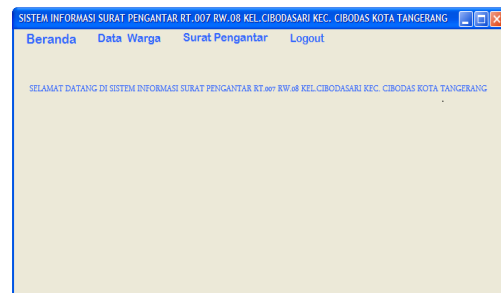 SISTEM INFORMASI SURAT PENGANTAR RT.007 RW.08 KEL.CIBODASARI KEC. CIBODAS KOTA TANGERANG
Beranda Data Warga Surat Pengantar Logout
SELAMAT DATANG DI SISTEM INFORMASI SURAT PENGANTAR RT.007 RW.08 KEL.CIBODASARI KEC. CIBODAS KOTA TANGERANG